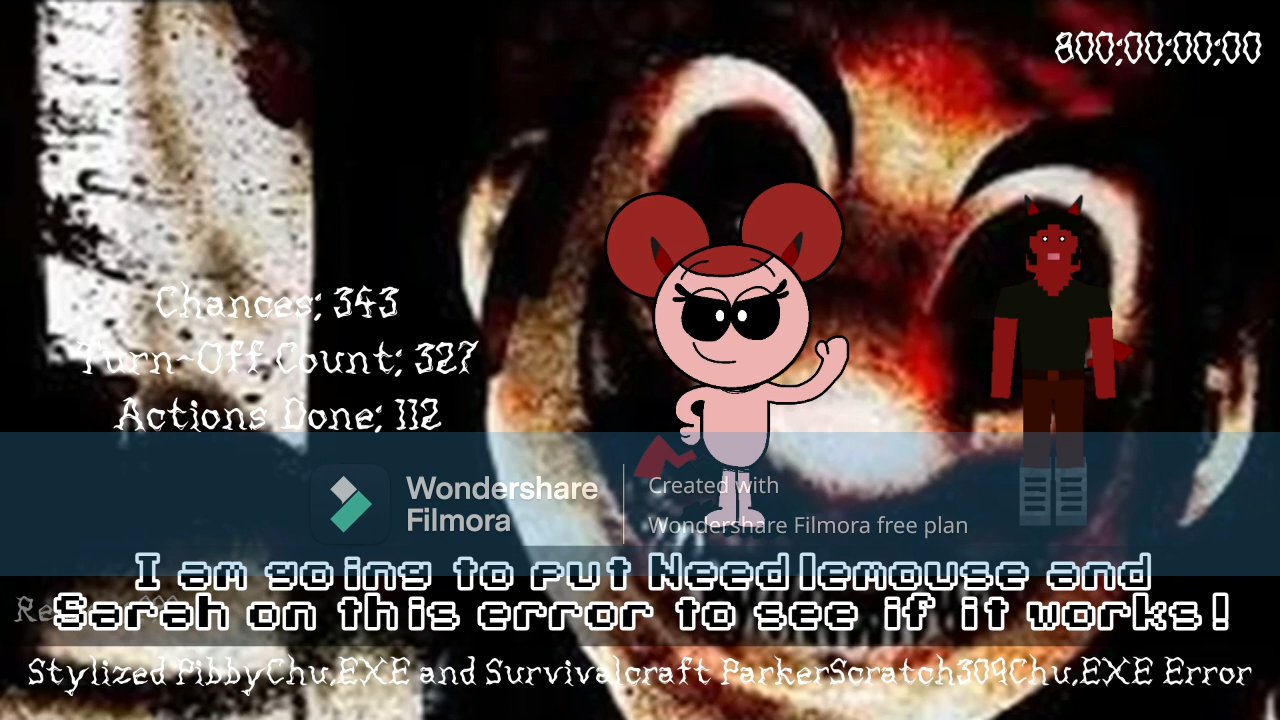 800;00;00;00
Chances; 343
Turn-Off Count; 327
Actions Done; 112
Wondershare
Filmora
Created with
Wondershare Filmora free plan
I am going to put Needlemouse and
Sarah on this error to see if it works!
Stylized PibbyChu.EXE and Survivalcraft ParkerScratch309Chu.EXE Error